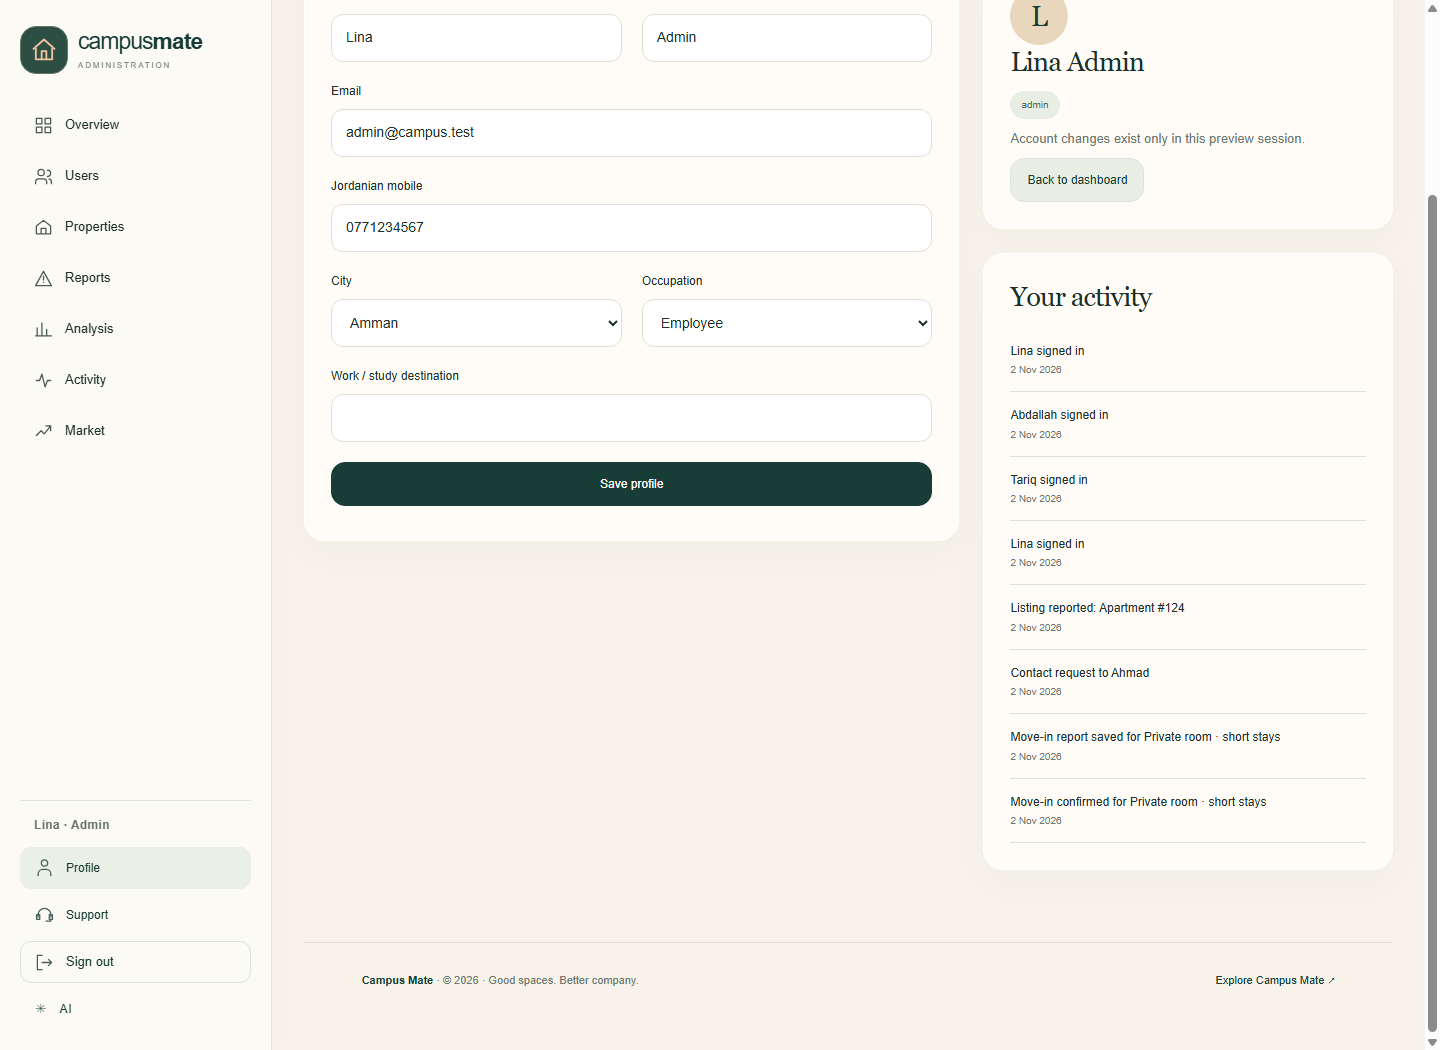 campusmate
ADMINISTRATION
Overview
Users
Properties
Reports
Analysis
Activity
Market
Lina · Admin
Profile
Support
Sign out
AI
Lina
Admin
Email
admin@campus.test
Jordanian mobile
0771234567
City
Occupation
Amman
Employee
Work / study destination
Save profile
L
Lina Admin
admin
Account changes exist only in this preview session.
Back to dashboard
Your activity
Lina signed in
2 Nov 2026
Abdallah signed in
2 Nov 2026
Tariq signed in
2 Nov 2026
Lina signed in
2 Nov 2026
Listing reported: Apartment #124
2 Nov 2026
Contact request to Ahmad
2 Nov 2026
Move-in report saved for Private room · short stays
2 Nov 2026
Move-in confirmed for Private room · short stays
2 Nov 2026
Campus Mate · © 2026 · Good spaces. Better company.
Explore Campus Mate ↗